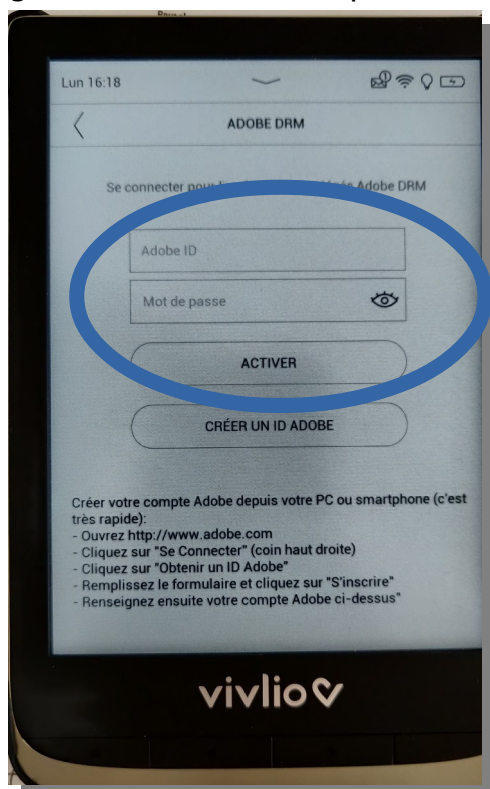 Lun 16:18
ADOBE DRM
Se connecter pour Adobe DRM
Adobe ID
Mot de passe
ACTIVER
CRÉER UN ID ADOBE
Créer votre compte Adobe depuis votre PC ou smartphone (c'est
très rapide):
- Ouvrez http://www.adobe.com
- Cliquez sur "Se Connecter" (coin haut droite)
- Cliquez sur "Obtenir un ID Adobe"
- Remplissez le formulaire et cliquez sur "S'inscrire"
- Renseignez ensuite votre compte Adobe ci-dessus"
vivlio